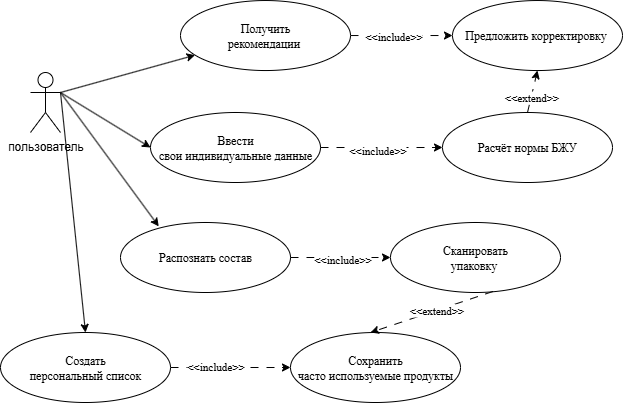 Получить
рекомендации
<<include>>
Предложить корректировку
<<extend>>
пользователь
Ввести
свои индивидуальные данные
<<include>>
Расчёт нормы БЖУ
Распознать состав
<<include>>
Сканировать
упаковку
<<extend>>
Создать
персональный список
<<include>>
Сохранить
часто используемые продукты